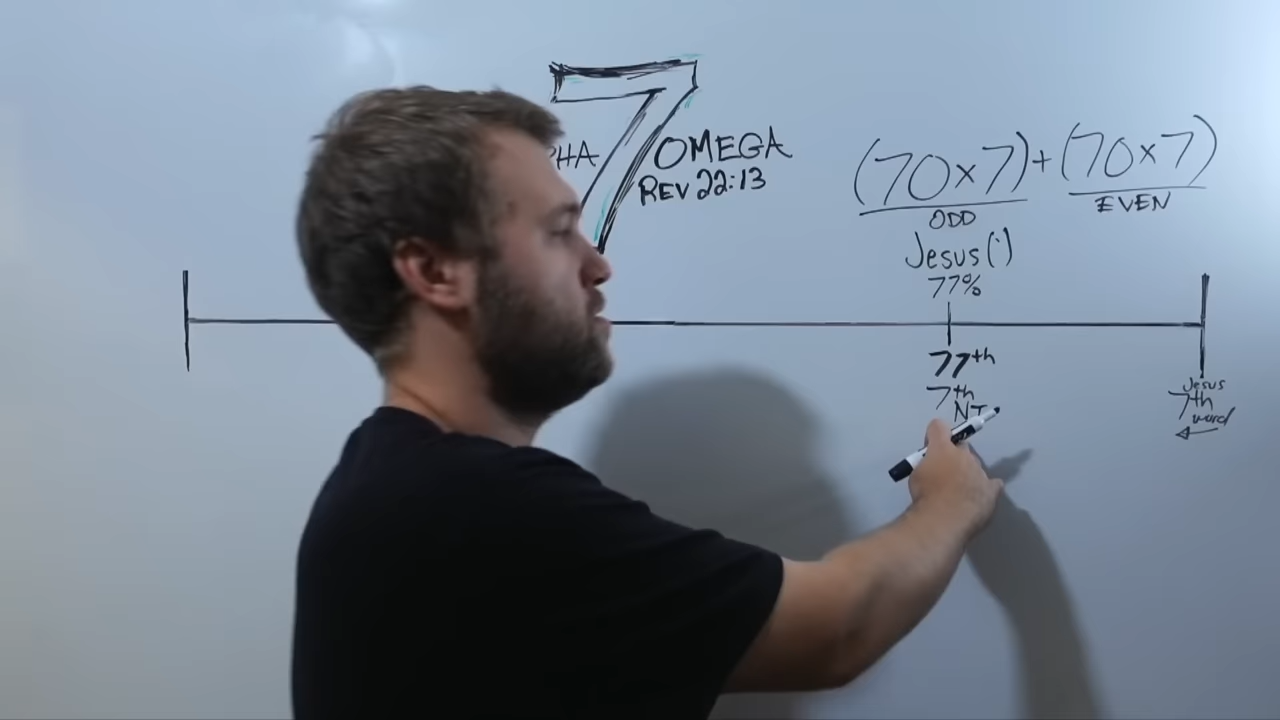 7
HA OMEGA
REV 22:13
(70×7)+(70×7)
ODD EVEN
Jesus(')
77%
77th
7th
NT
Jesus
7th
word